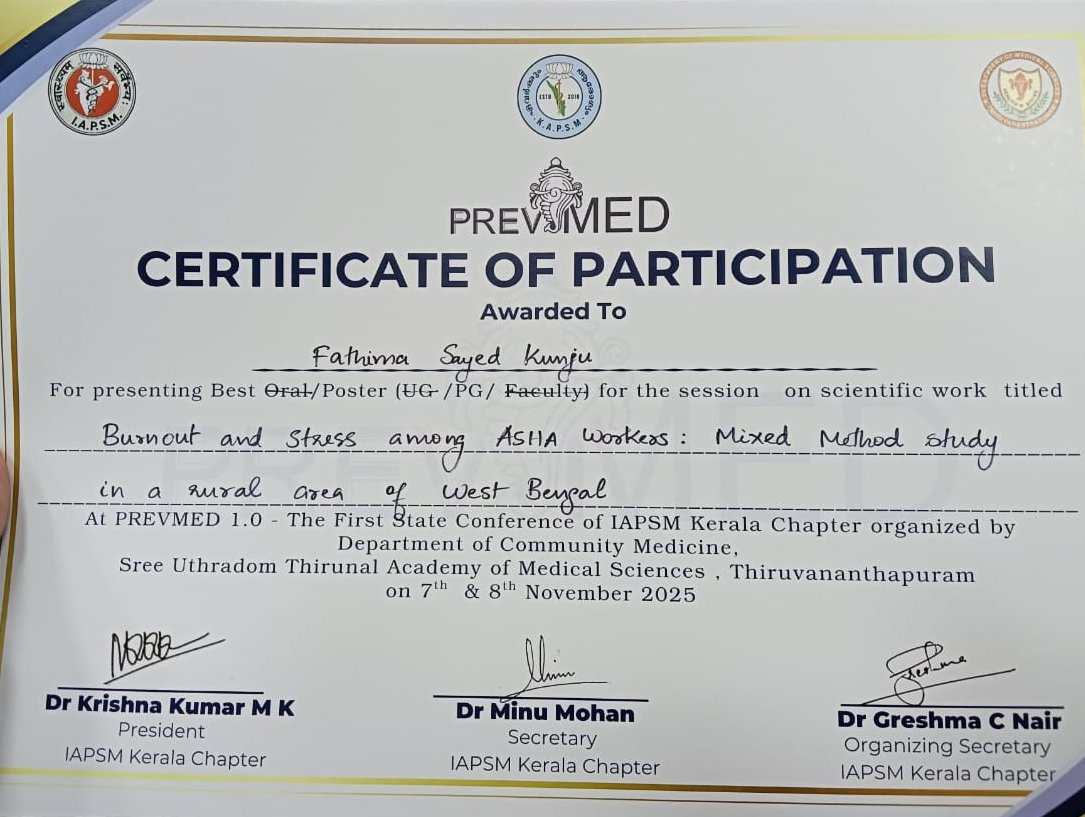 स्वास्थ्यम् सर्वेभ्यः
I.A.P.S.M.
ESTB 2018
K.A.P.S.M.
PREVMED
CERTIFICATE OF PARTICIPATION
Awarded To
Fathima Sayed Kunju
For presenting Best Oral/Poster (UG /PG/ Faculty) for the session on scientific work titled
Burnout and Stress among ASHA Workers : Mixed Method study
in a rural area of West Bengal
At PREVMED 1.0 - The First State Conference of IAPSM Kerala Chapter organized by
Department of Community Medicine,
Sree Uthradom Thirunal Academy of Medical Sciences , Thiruvananthapuram
on 7th & 8th November 2025
Dr Krishna Kumar M K
President
IAPSM Kerala Chapter
Dr Minu Mohan
Secretary
IAPSM Kerala Chapter
Dr Greshma C Nair
Organizing Secretary
IAPSM Kerala Chapter